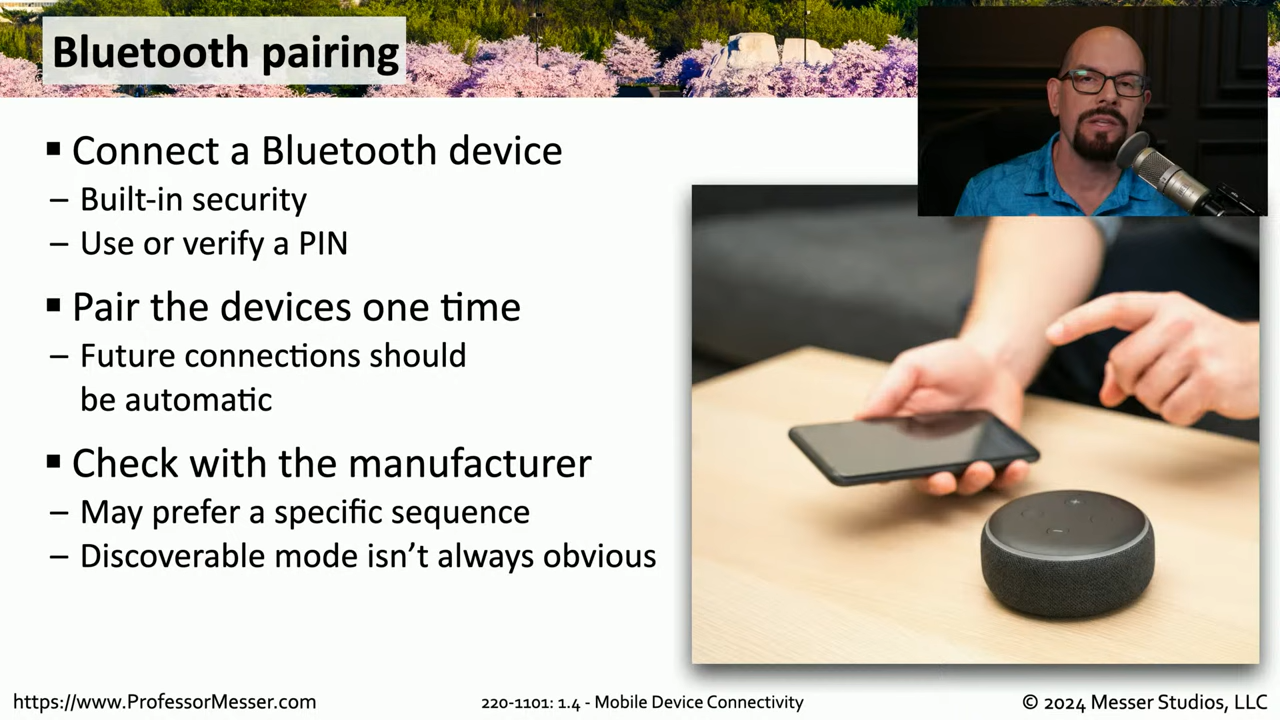 Bluetooth pairing
▪ Connect a Bluetooth device
– Built-in security
– Use or verify a PIN
▪ Pair the devices one time
– Future connections should
be automatic
▪ Check with the manufacturer
– May prefer a specific sequence
– Discoverable mode isn’t always obvious
https://www.ProfessorMesser.com
220-1101: 1.4 - Mobile Device Connectivity
© 2024 Messer Studios, LLC